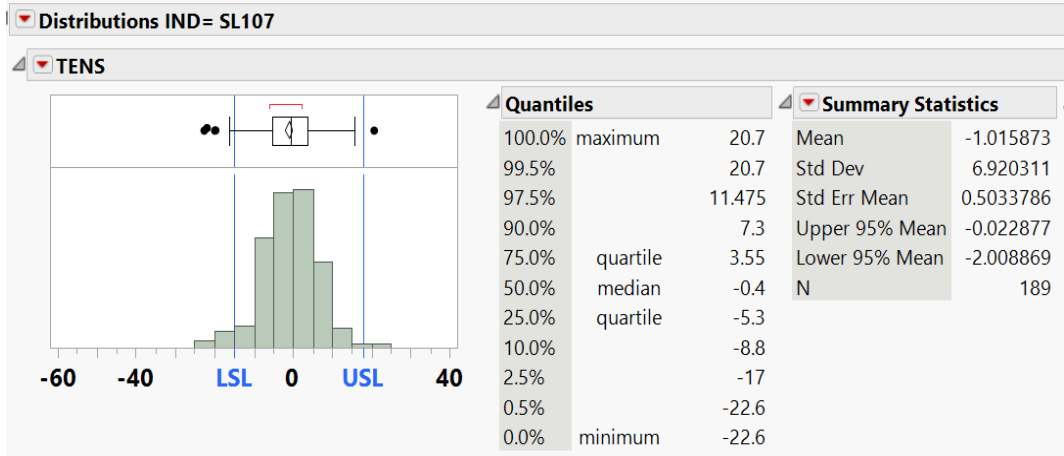 Distributions IND= SL107
TENS
-60 -40 LSL 0 USL 40
Quantiles
100.0% maximum 20.7
99.5% 20.7
97.5% 11.475
90.0% 7.3
75.0% quartile 3.55
50.0% median -0.4
25.0% quartile -5.3
10.0% -8.8
2.5% -17
0.5% -22.6
0.0% minimum -22.6
Summary Statistics
Mean -1.015873
Std Dev 6.920311
Std Err Mean 0.5033786
Upper 95% Mean -0.022877
Lower 95% Mean -2.008869
N 189